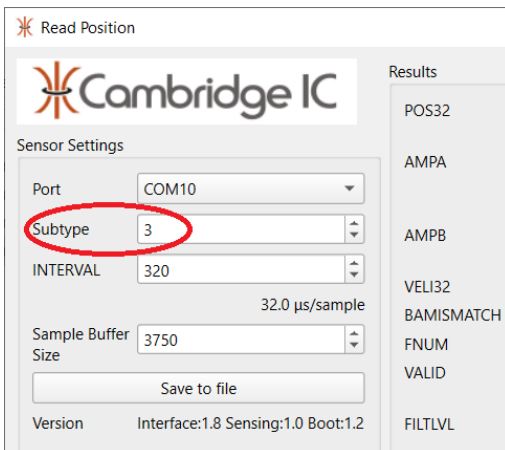 Read Position
Cambridge IC
Sensor Settings
Port COM10
Subtype 3
INTERVAL 320
32.0 µs/sample
Sample Buffer
Size 3750
Save to file
Version Interface:1.8 Sensing:1.0 Boot:1.2
Results
POS32
AMPA
AMPB
VELI32
BAMISMATCH
FNUM
VALID
FILTLVL